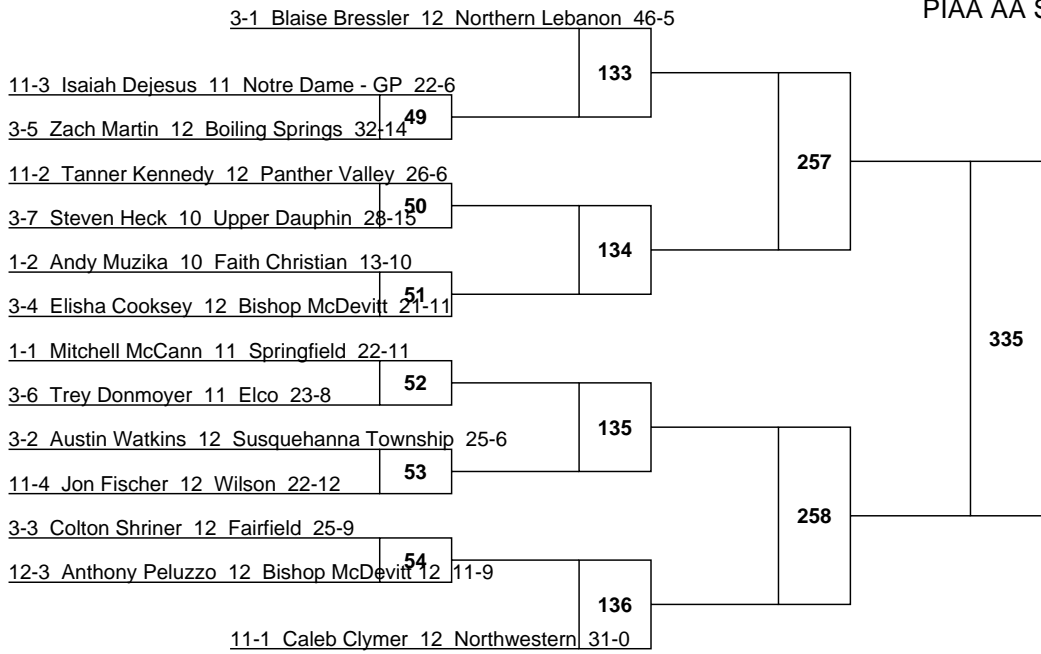 PIAA AA S
3-1 Blaise Bressler 12 Northern Lebanon 46-5
133
11-3 Isaiah Dejesus 11 Notre Dame - GP 22-6
49
3-5 Zach Martin 12 Boiling Springs 32-14
257
11-2 Tanner Kennedy 12 Panther Valley 26-6
50
3-7 Steven Heck 10 Upper Dauphin 28-15
134
1-2 Andy Muzika 10 Faith Christian 13-10
51
3-4 Elisha Cooksey 12 Bishop McDevitt 21-11
335
1-1 Mitchell McCann 11 Springfield 22-11
52
3-6 Trey Donmoyer 11 Elco 23-8
135
3-2 Austin Watkins 12 Susquehanna Township 25-6
53
11-4 Jon Fischer 12 Wilson 22-12
258
3-3 Colton Shriner 12 Fairfield 25-9
54
12-3 Anthony Peluzzo 12 Bishop McDevitt 12 11-9
136
11-1 Caleb Clymer 12 Northwestern 31-0